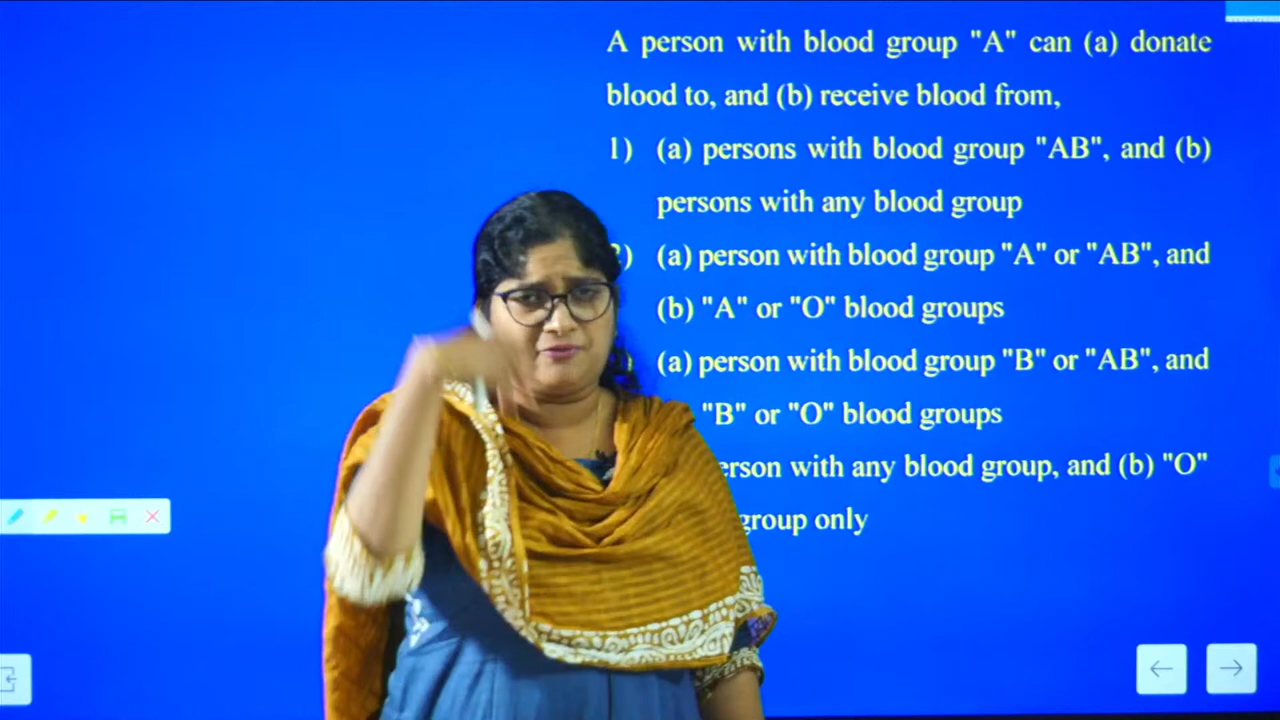 A person with blood group "A" can (a) donate
blood to, and (b) receive blood from,
1) (a) persons with blood group "AB", and (b)
persons with any blood group
) (a) person with blood group "A" or "AB", and
(b) "A" or "O" blood groups
(a) person with blood group "B" or "AB", and
"B" or "O" blood groups
with any blood group, and (b) "O"
group only